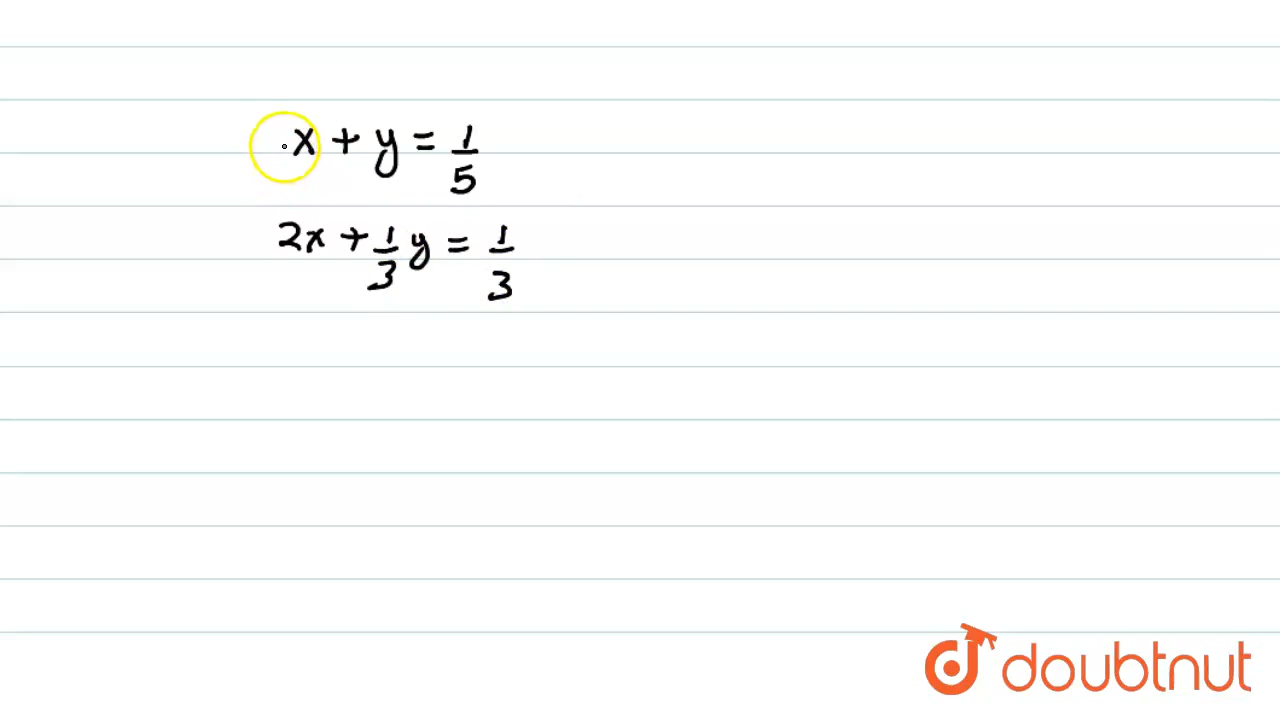 x + y = 1/5
2x + 1/3 y = 1/3
doubtnut